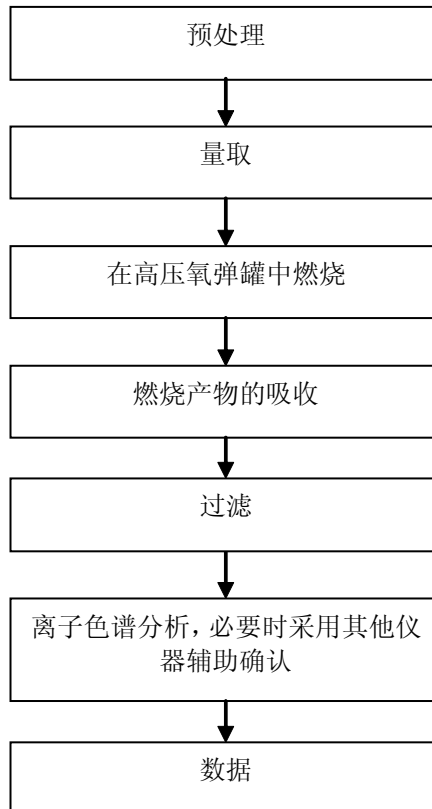 预处理
量取
在高压氧弹罐中燃烧
燃烧产物的吸收
过滤
离子色谱分析，必要时采用其他仪
器辅助确认
数据